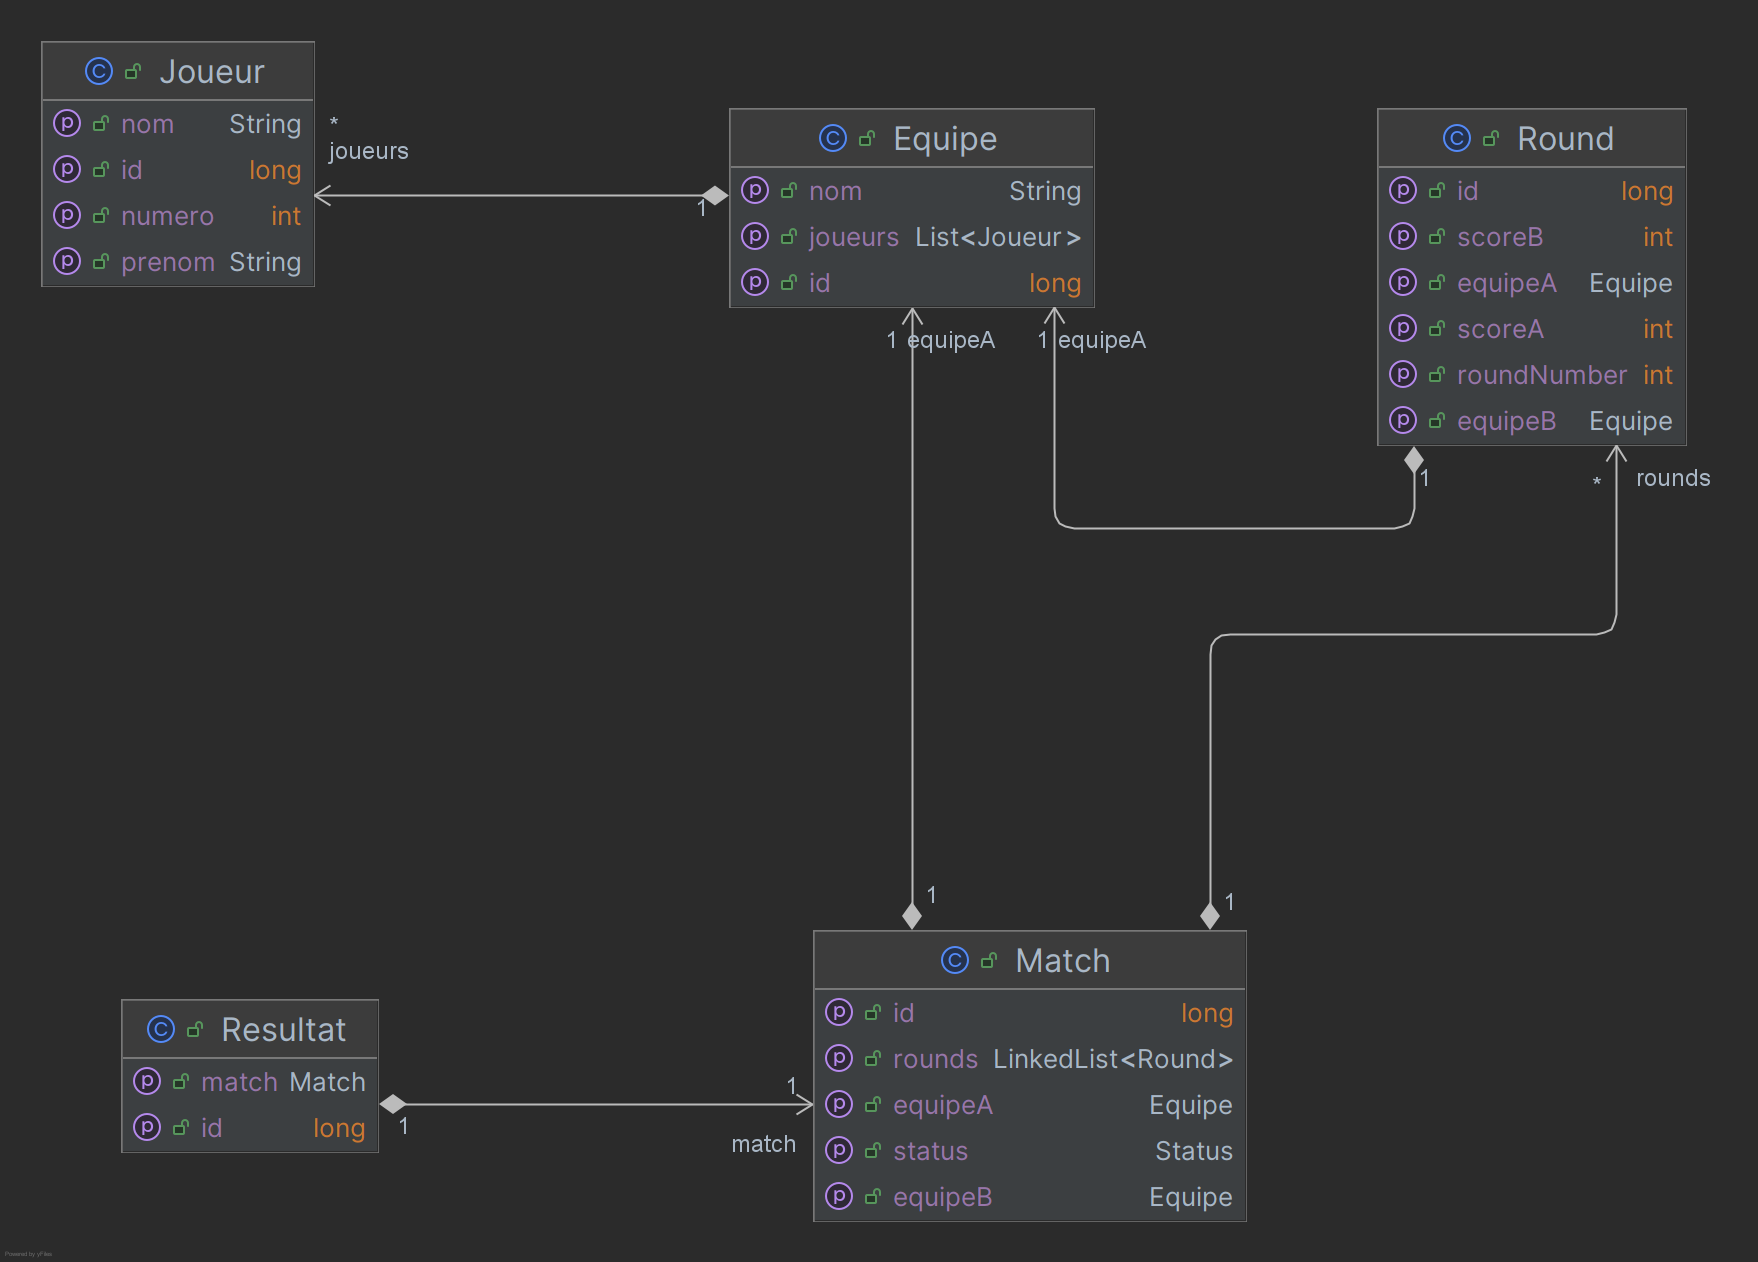 Joueur
nom String
id long
numero int
prenom String
*
joueurs
1
Equipe
nom String
joueurs List<Joueur>
id long
1 equipeA
1 equipeA
Round
id long
scoreB int
equipeA Equipe
scoreA int
roundNumber int
equipeB Equipe
1
* rounds
1
1
Match
id long
rounds LinkedList<Round>
equipeA Equipe
status Status
equipeB Equipe
Resultat
match Match
id long
1
1
match
Powered by yFiles